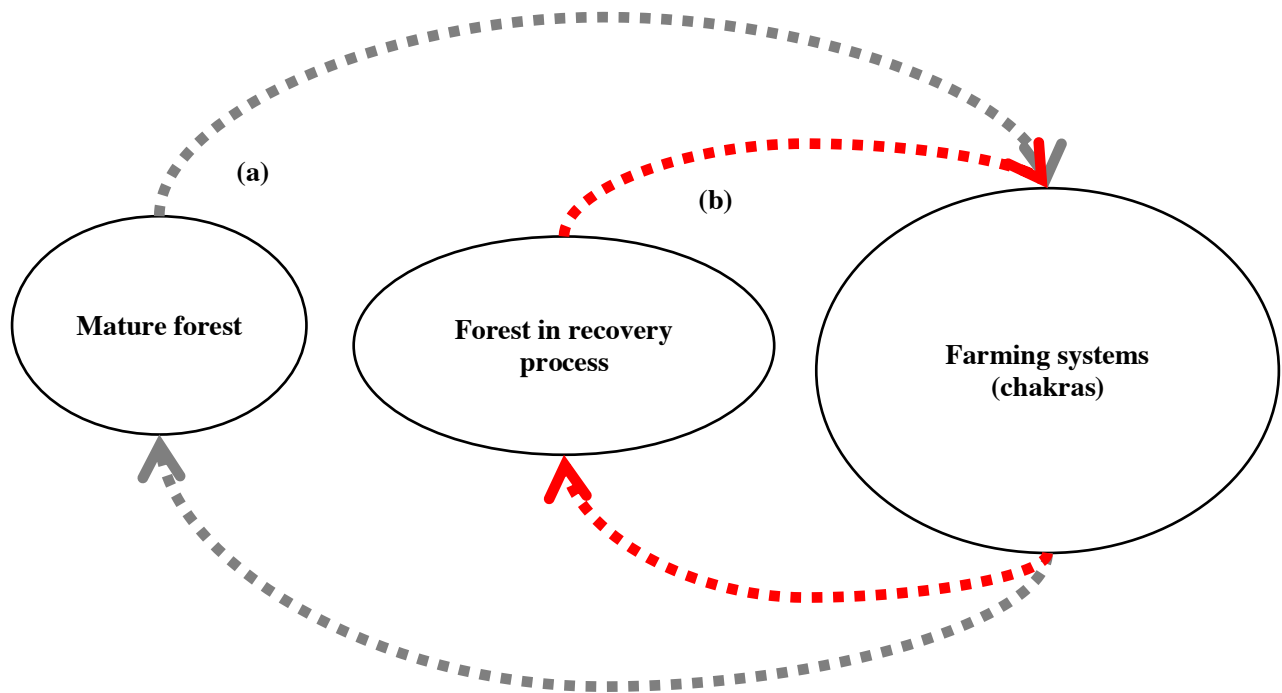 (a)
(b)
Mature forest
Forest in recovery
process
Farming systems
(chakras)